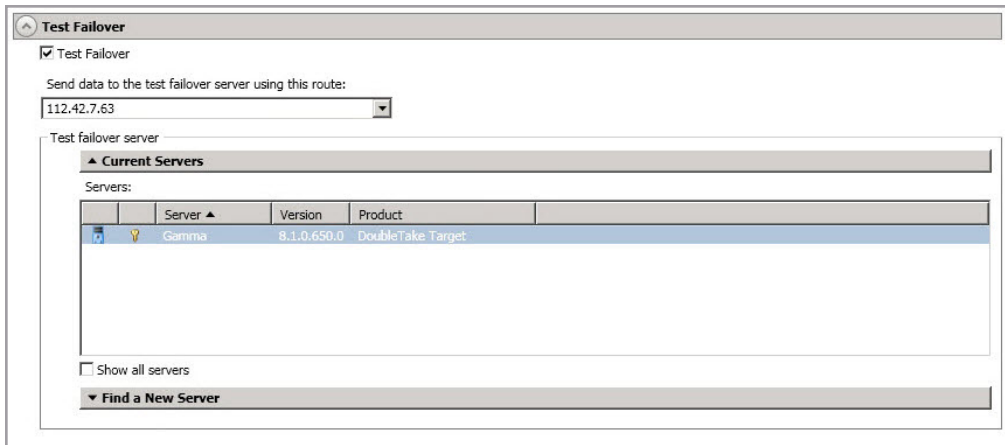 Test Failover
Test Failover
Send data to the test failover server using this route:
112.42.7.63
Test failover server
Current Servers
Servers:
Server Version Product
Gamma 8.1.0.650.0 DoubleTake Target
Show all servers
Find a New Server